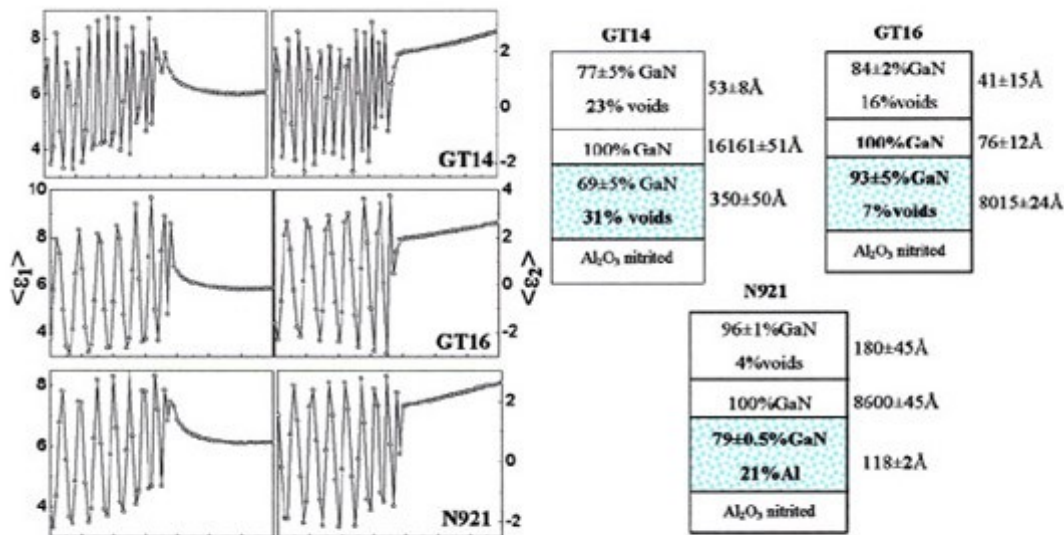 8
6
4
2
0
-2
GT14
10
8
6
4
4
2
0
-2
<ε₁>
<ε₂>
GT16
8
6
4
2
0
-2
N921
GT14
77±5% GaN
23% voids
53±8Å
100% GaN
16161±51Å
69±5% GaN
31% voids
350±50Å
Al₂O₃ nitrited
GT16
84±2%GaN
16%voids
41±15Å
100%GaN
76±12Å
93±5%GaN
7%voids
8015±24Å
Al₂O₃ nitrited
N921
96±1%GaN
4%voids
180±45Å
100%GaN
8600±45Å
79±0.5%GaN
21%Al
118±2Å
Al₂O₃ nitrited